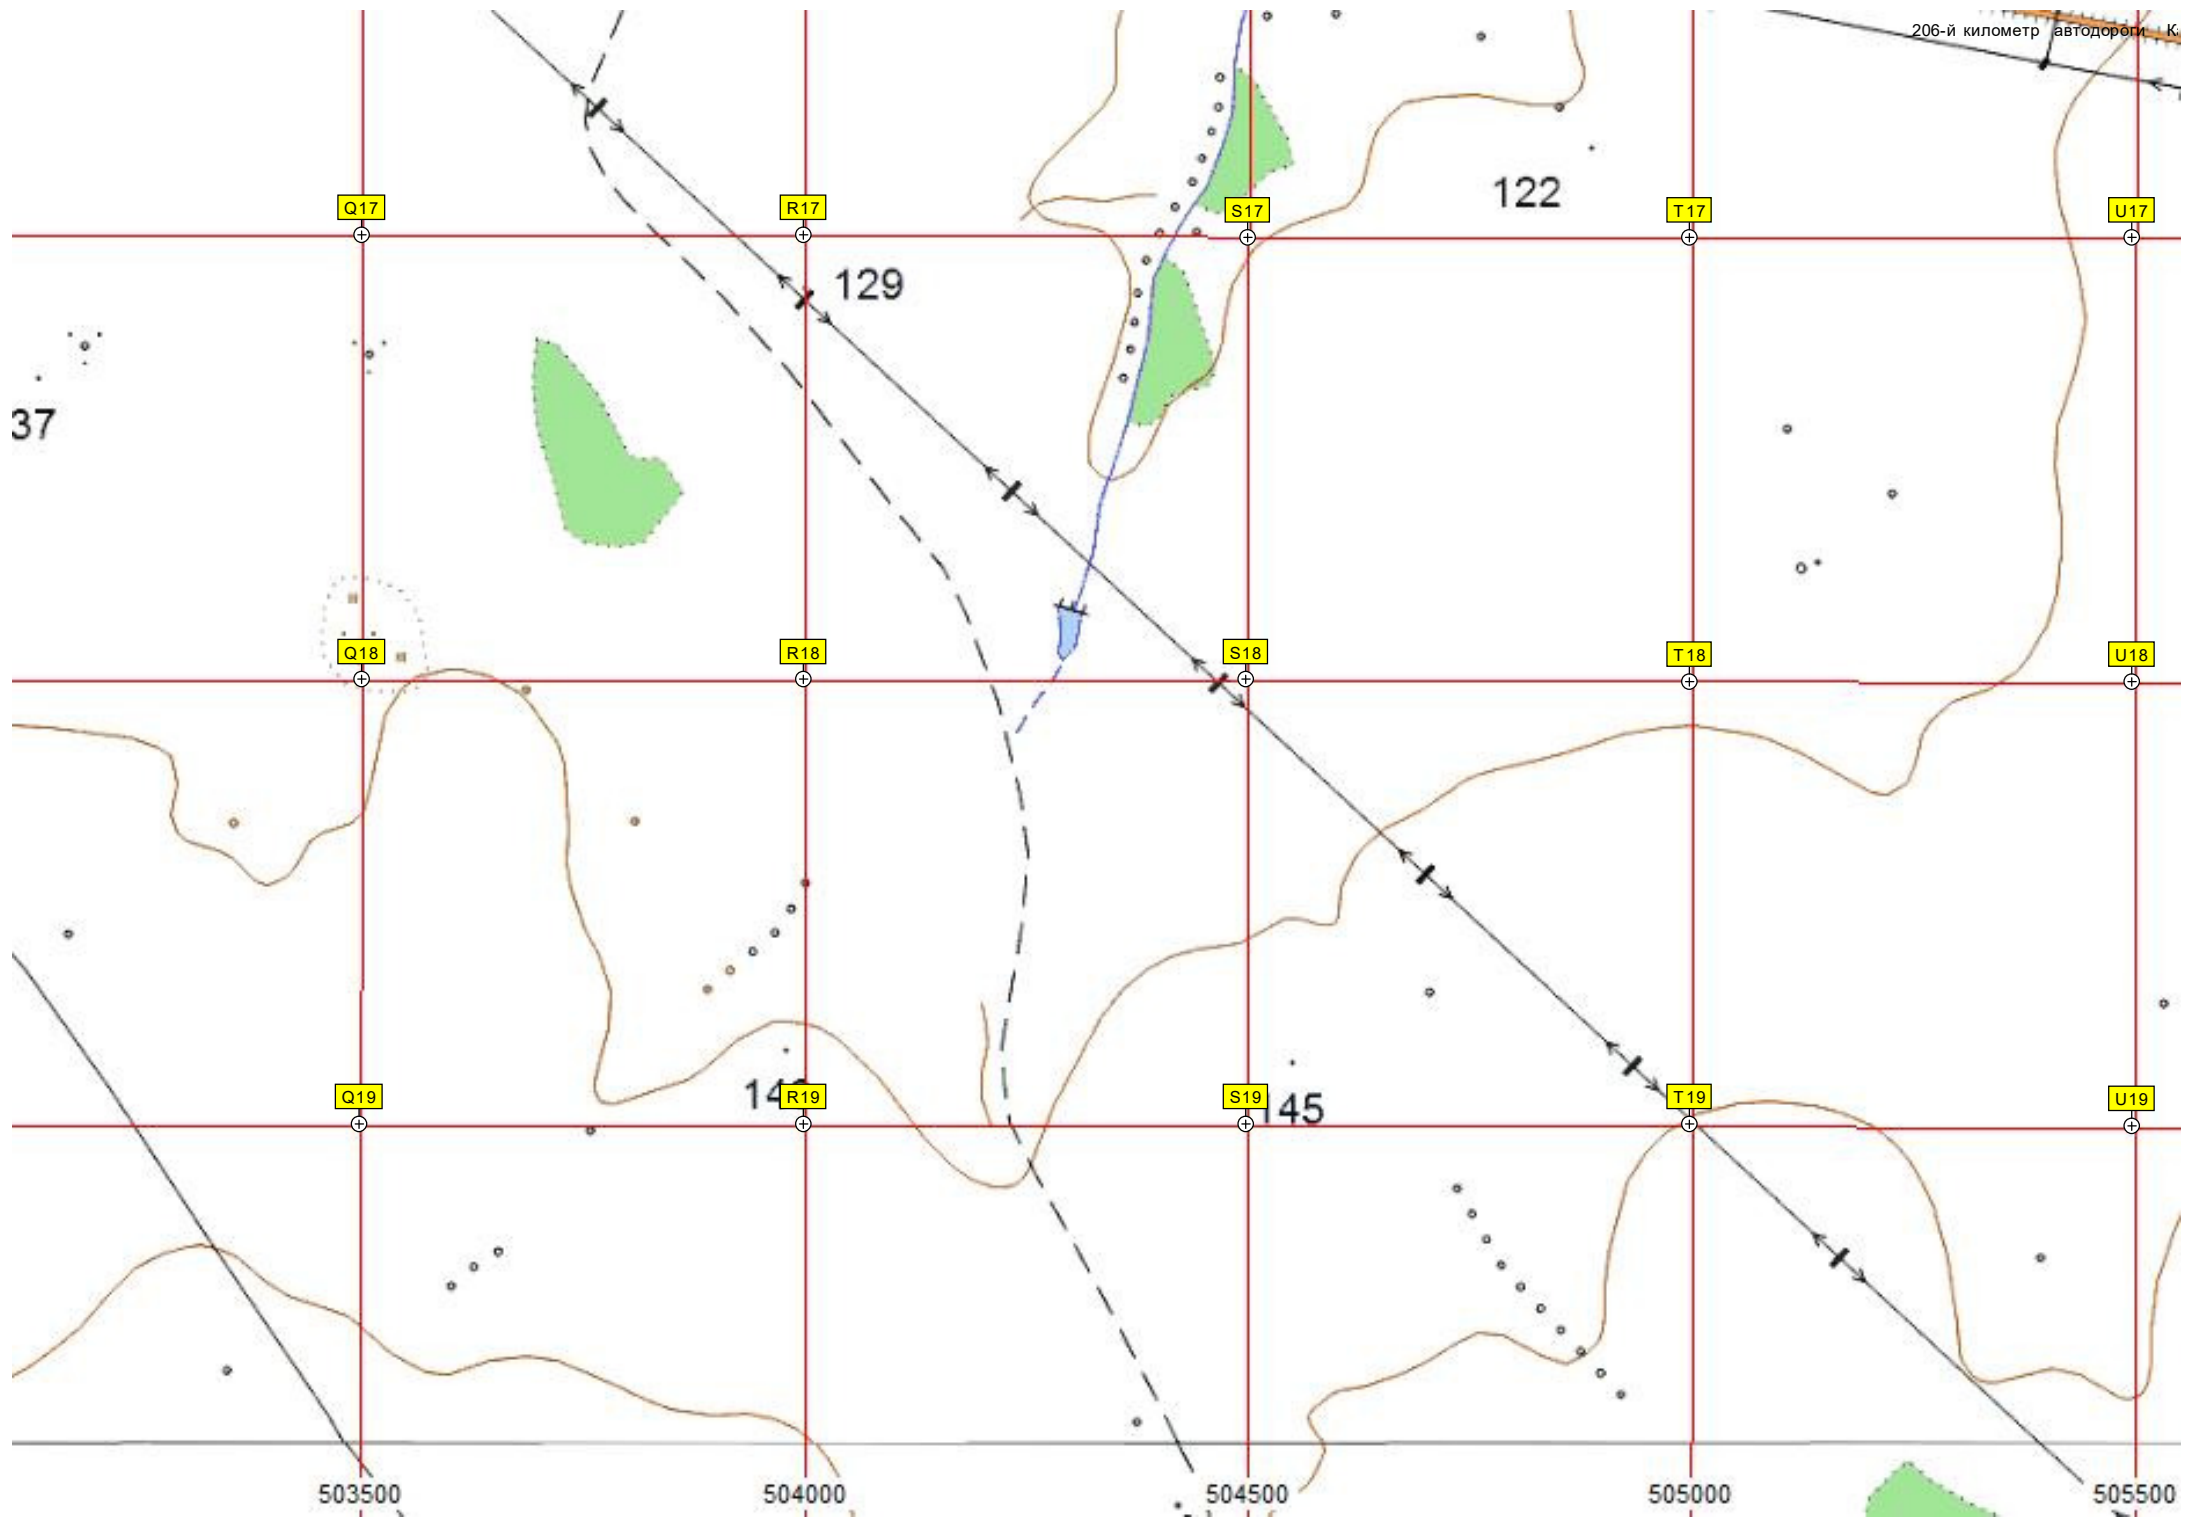 206-й километр автодороги К
122
Q17
R17
S17
T17
U17
129
37
Q18
R18
S18
T18
U18
Q19
R19
S19
T19
U19
145
503500
504000
504500
505000
505500